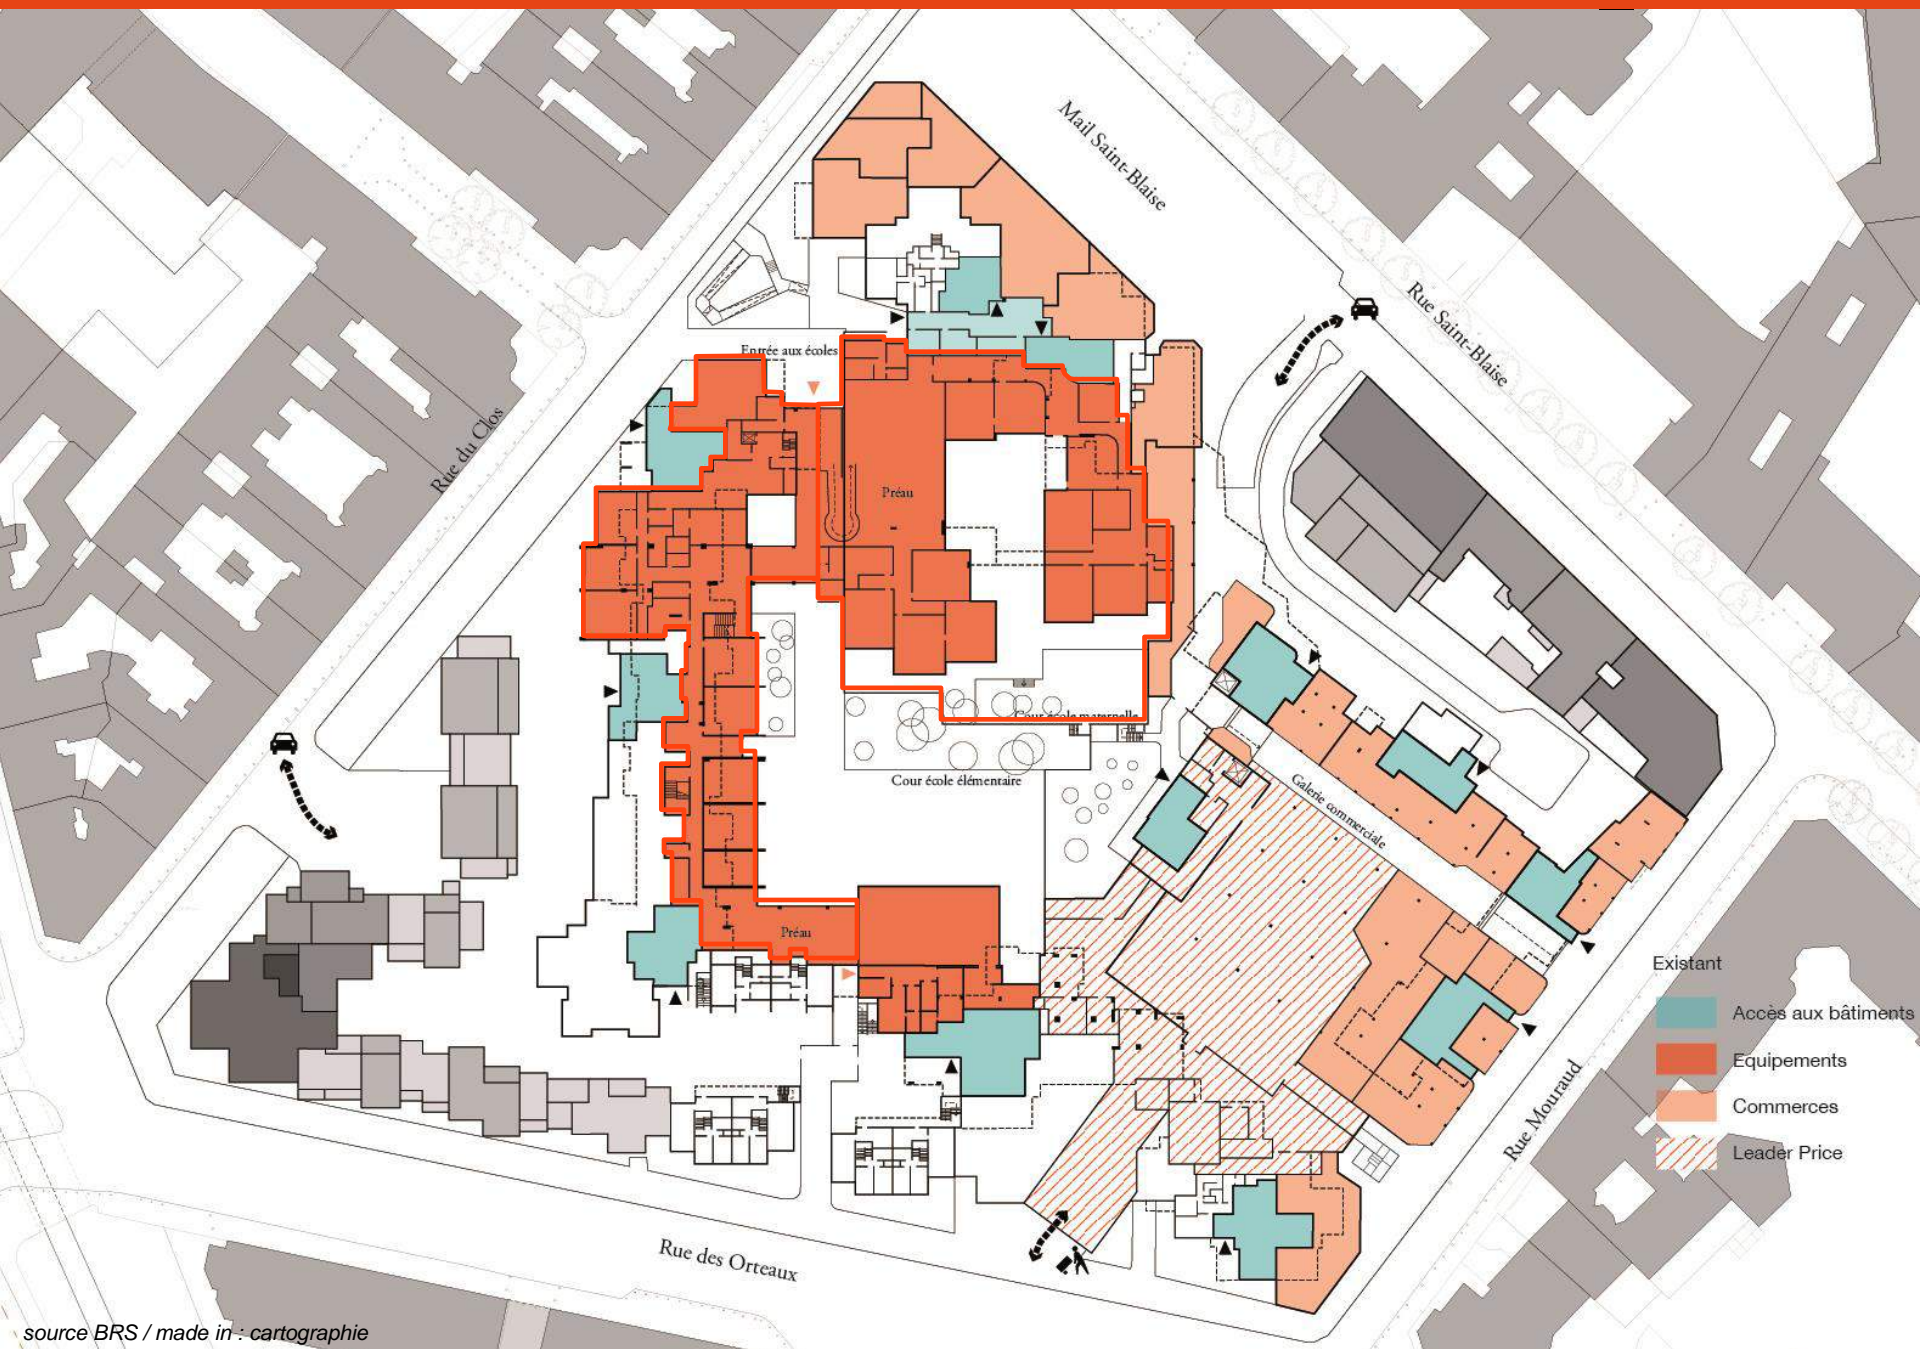 Mail Saint-Blaise
Rue Saint-Blaise
Entrée aux écoles
Rue du Clos
Préau
Cour école maternelle
Cour école élémentaire
Galerie commerciale
Préau
Existant
Accès aux bâtiments
Equipements
Commerces
Leader Price
Rue Mouraud
Rue des Orteaux
source BRS / made in : cartographie